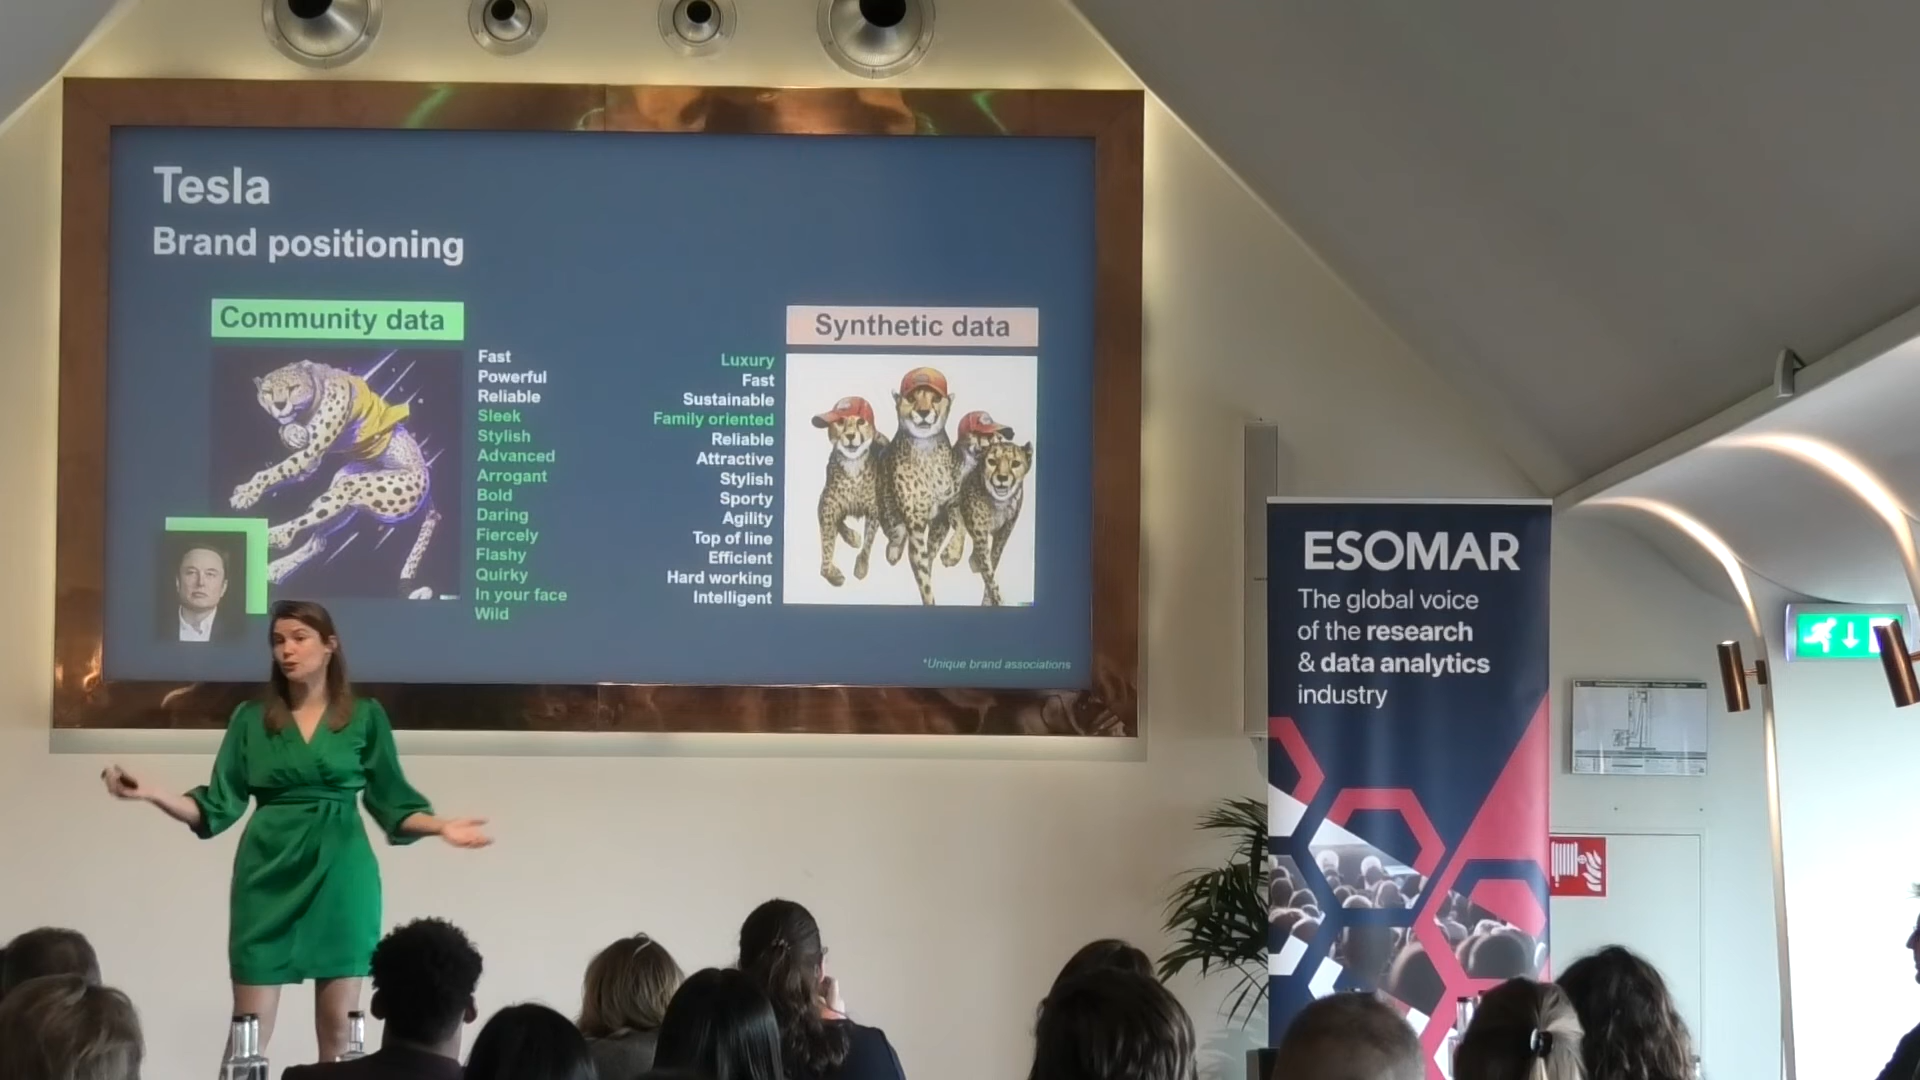 Tesla
Brand positioning
Community data
Fast
Powerful
Reliable
Sleek
Stylish
Advanced
Arrogant
Bold
Daring
Fiercely
Flashy
Quirky
In your face
Wild
Synthetic data
Luxury
Fast
Sustainable
Family oriented
Reliable
Attractive
Stylish
Sporty
Agility
Top of line
Efficient
Hard working
Intelligent
*Unique brand associations
ESOMAR
The global voice
of the research
& data analytics
industry